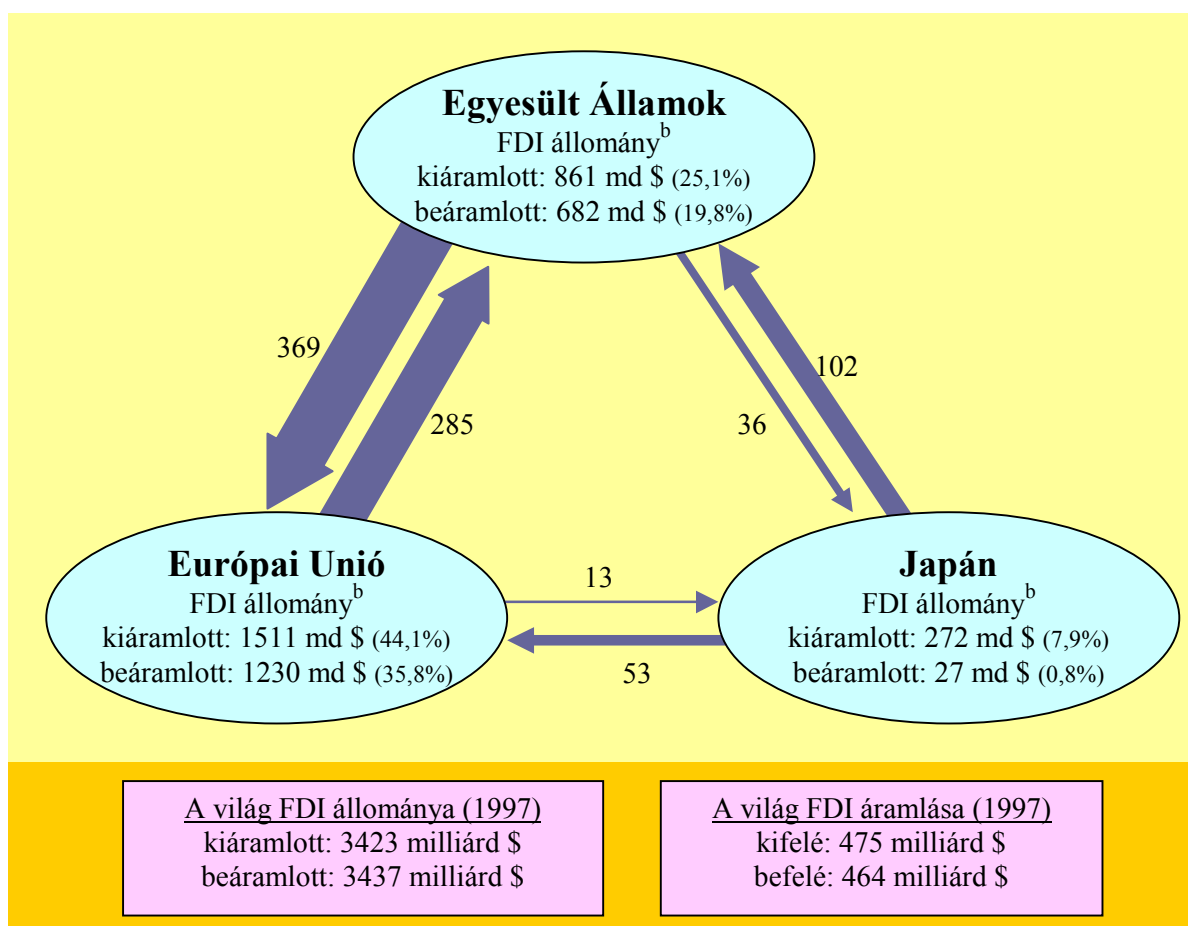 Egyesült Államok
FDI állomány^b
kiáramlott: 861 md $ (25,1%)
beáramlott: 682 md $ (19,8%)
369
285
36
102
Európai Unió
FDI állomány^b
kiáramlott: 1511 md $ (44,1%)
beáramlott: 1230 md $ (35,8%)
13
53
Japán
FDI állomány^b
kiáramlott: 272 md $ (7,9%)
beáramlott: 27 md $ (0,8%)
A világ FDI állománya (1997)
kiáramlott: 3423 milliárd $
beáramlott: 3437 milliárd $
A világ FDI áramlása (1997)
kifelé: 475 milliárd $
befelé: 464 milliárd $